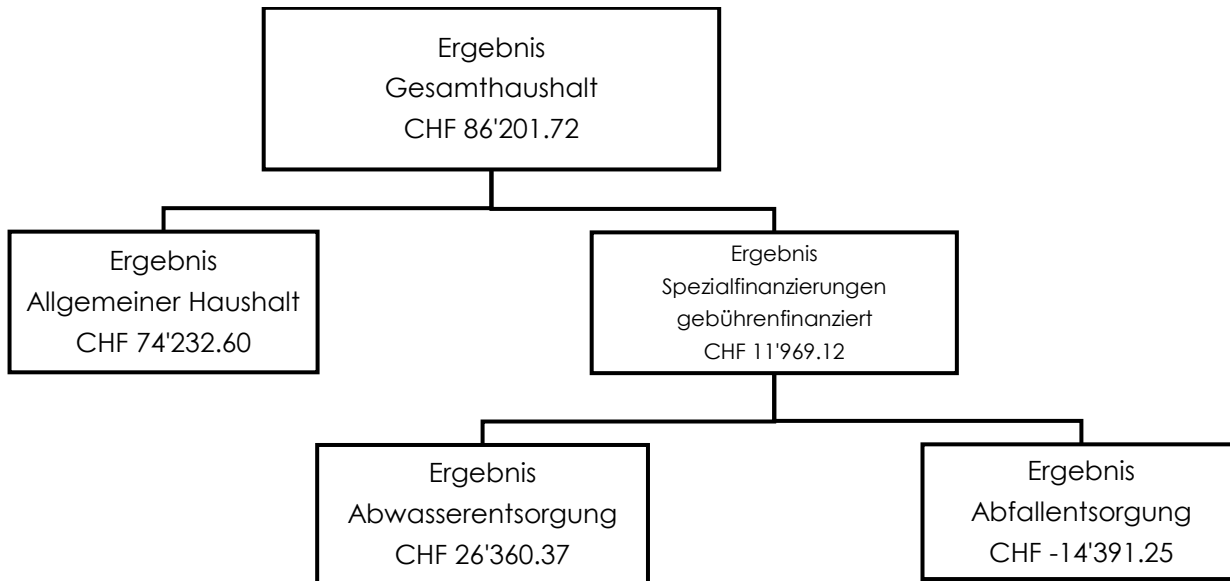 Ergebnis
Gesamthaushalt
CHF 86'201.72
Ergebnis
Allgemeiner Haushalt
CHF 74'232.60
Ergebnis
Spezialfinanzierungen
gebührenfinanziert
CHF 11'969.12
Ergebnis
Abwasserentsorgung
CHF 26'360.37
Ergebnis
Abfallentsorgung
CHF -14'391.25